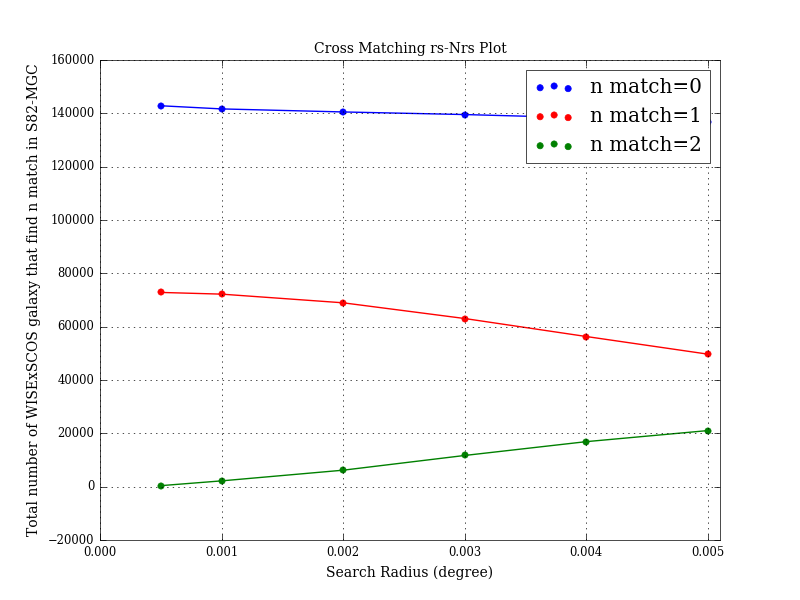 Cross Matching rs-Nrs Plot
160000
140000
120000
100000
80000
60000
40000
20000
0
−20000
Total number of WISExSCOS galaxy that find n match in S82-MGC
n match=0
n match=1
n match=2
0.000 0.001 0.002 0.003 0.004 0.005
Search Radius (degree)